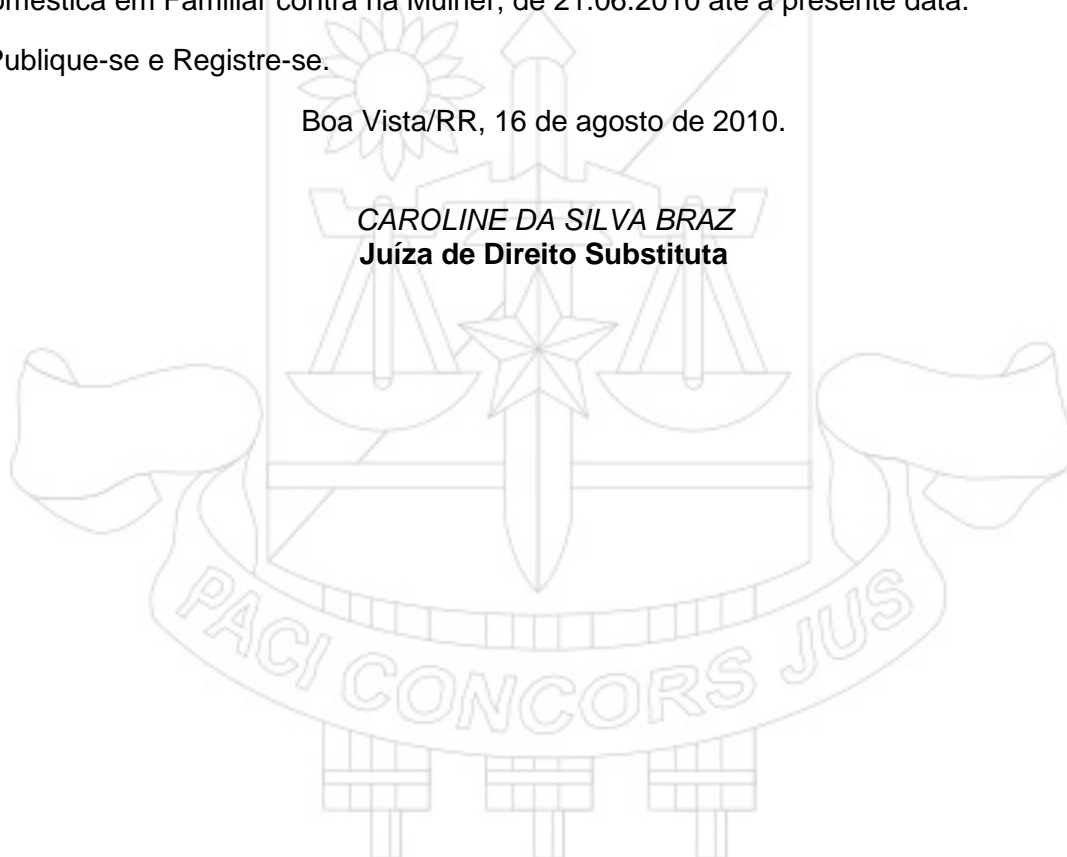 oméstica em Familiar contra na Mulher, de 21.06.2010 até a presente data.
Publique-se e Registre-se.
Boa Vista/RR, 16 de agosto de 2010.
CAROLINE DA SILVA BRAZ
Juíza de Direito Substituta
PACI CONCORS JUS